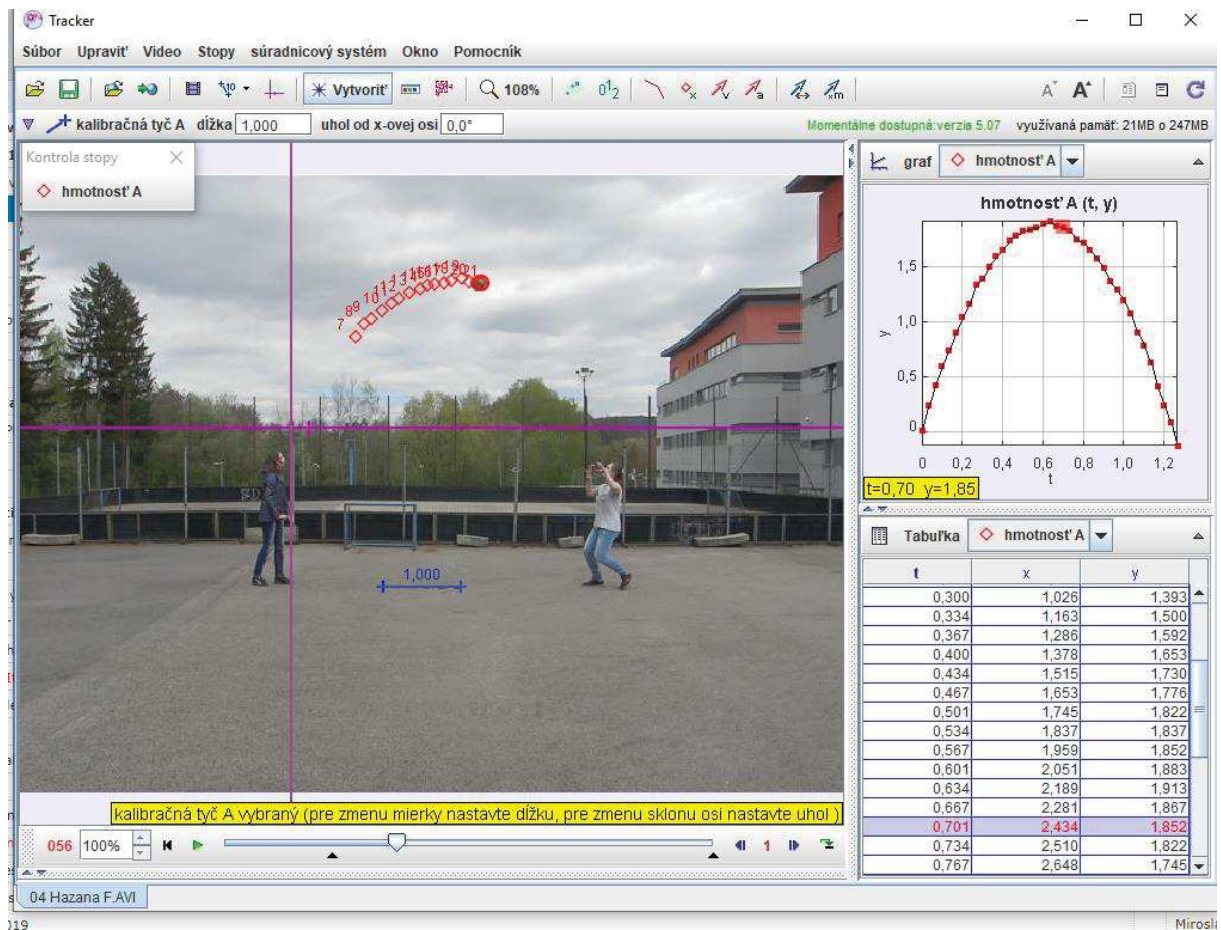 Tracker
Súbor Upraviť Video Stopy súradnicový systém Okno Pomocník
Vytvoriť 108%
kalibračná tyč A dĺžka 1,000 uhol od x-ovej osi 0,0° Momentálne dostupná:verzia 5.07 využívaná pamäť: 21MB o 247MB
Kontrola stopy
hmotnosť A
graf hmotnosť A
hmotnosť A (t, y)
1,5
1,0
0,5
0
y
0 0,2 0,4 0,6 0,8 1,0 1,2
t
t=0,70 y=1,85
1,000
Tabuľka hmotnosť A
t x y
0,300 1,026 1,393
0,334 1,163 1,500
0,367 1,286 1,592
0,400 1,378 1,653
0,434 1,515 1,730
0,467 1,653 1,776
0,501 1,745 1,822
0,534 1,837 1,837
0,567 1,959 1,852
0,601 2,051 1,883
0,634 2,189 1,913
0,667 2,281 1,867
0,701 2,434 1,852
0,734 2,510 1,822
0,767 2,648 1,745
kalibračná tyč A vybraný (pre zmenu mierky nastavte dĺžku, pre zmenu sklonu osi nastavte uhol )
056 100% 1
04 Hazana F.AVI